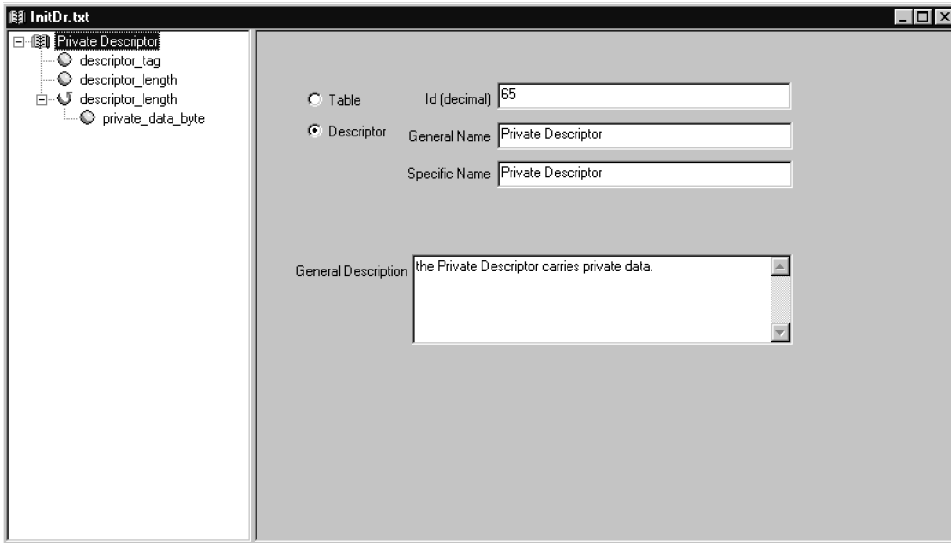 InitDr.txt
Private Descriptor
descriptor_tag
descriptor_length
descriptor_length
private_data_byte
Table
Id (decimal) 65
Descriptor
General Name Private Descriptor
Specific Name Private Descriptor
General Description the Private Descriptor carries private data.